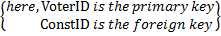 {here, VoterID is the primary key}
{ConstID is the foreign key}